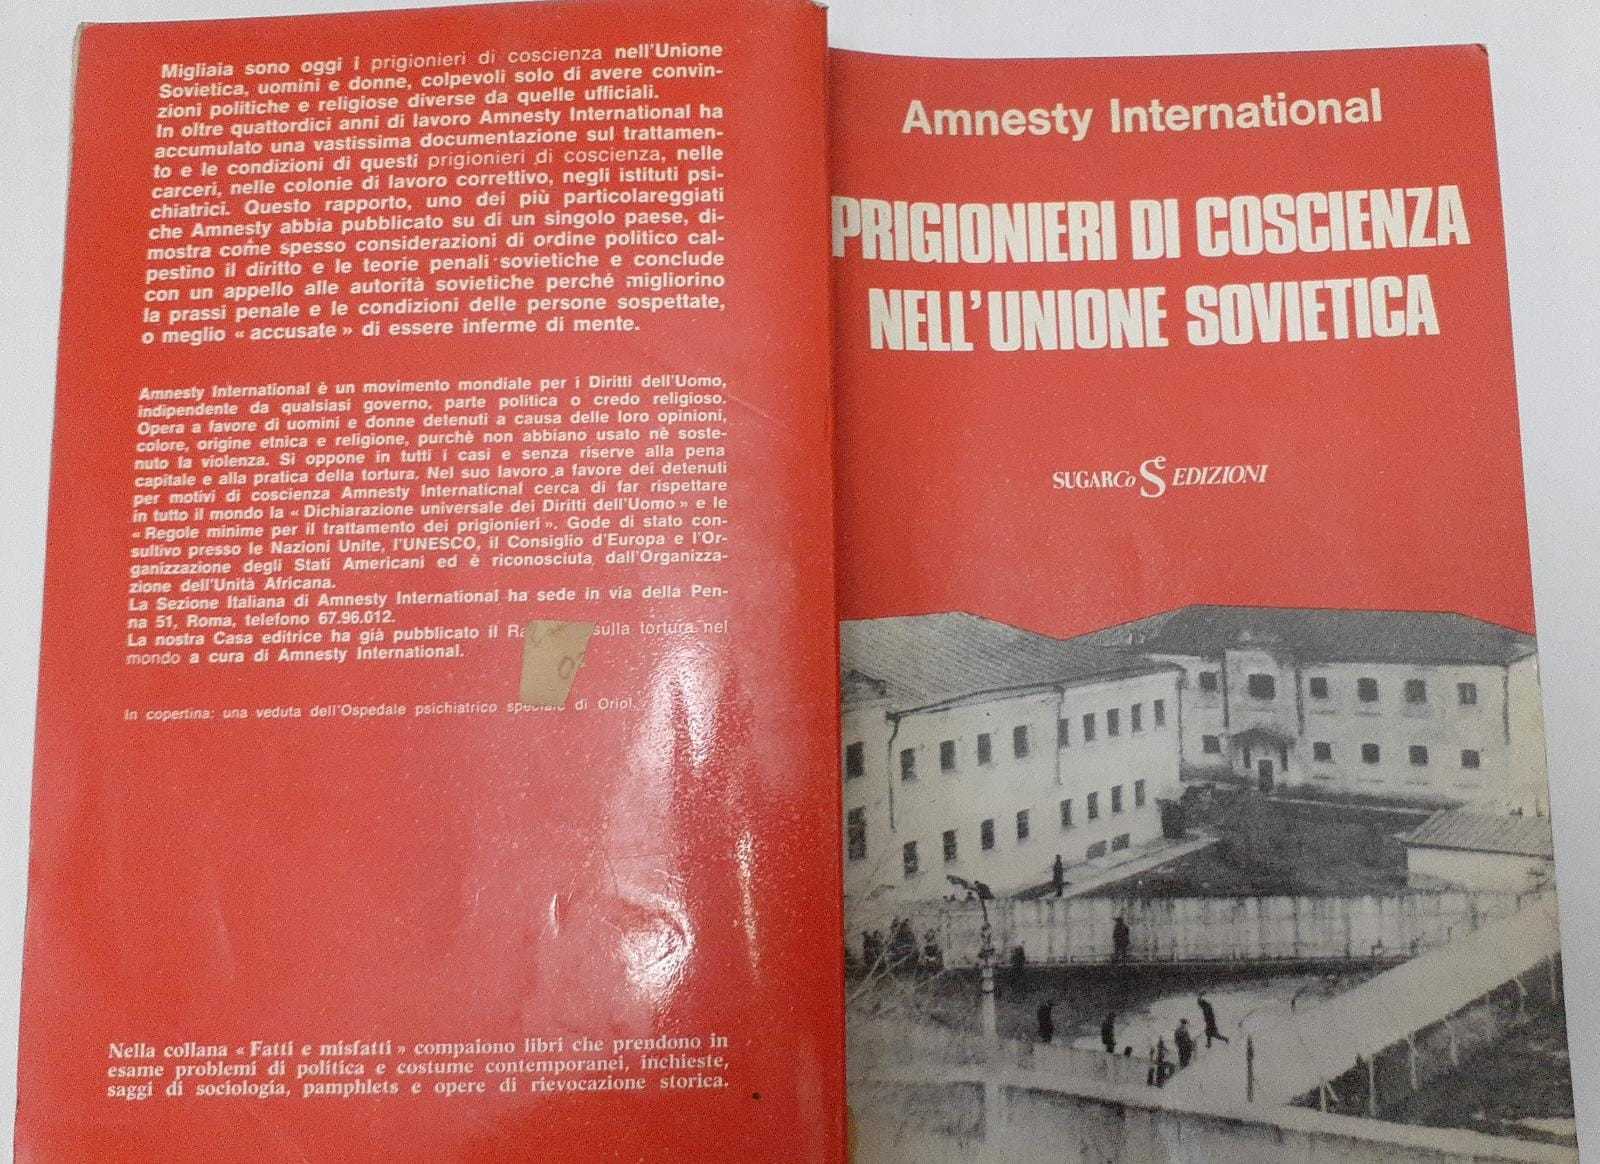 Migliaia sono oggi i prigionieri di coscienza nell'Unione
Sovietica, uomini e donne, colpevoli solo di avere convin-
zioni politiche e religiose diverse da quelle ufficiali.
In oltre quattordici anni di lavoro Amnesty International ha
accumulato una vastissima documentazione sul trattamen-
to e le condizioni di questi prigionieri di coscienza, nelle
carceri, nelle colonie di lavoro correttivo, negli istituti psi-
chiatrici. Questo rapporto, uno dei più particolareggiati
che Amnesty abbia pubblicato su di un singolo paese, di-
mostra come spesso considerazioni di ordine politico cal-
pestino il diritto e le teorie penali sovietiche e conclude
con un appello alle autorità sovietiche perché migliorino
la prassi penale e le condizioni delle persone sospettate,
o meglio « accusate » di essere inferme di mente.
Amnesty International è un movimento mondiale per i Diritti dell'Uomo,
indipendente da qualsiasi governo, parte politica o credo religioso.
Opera a favore di uomini e donne detenuti a causa delle loro opinioni,
colore, origine etnica e religione, purchè non abbiano usato nè soste-
nuto la violenza. Si oppone in tutti i casi e senza riserve alla pena
capitale e alla pratica della tortura. Nel suo lavoro a favore dei detenuti
per motivi di coscienza Amnesty International cerca di far rispettare
in tutto il mondo la « Dichiarazione universale dei Diritti dell'Uomo » e le
« Regole minime per il trattamento dei prigionieri ». Gode di stato con-
sultivo presso le Nazioni Unite, l'UNESCO, il Consiglio d'Europa e l'Or-
ganizzazione degli Stati Americani ed è riconosciuta dall'Organizza-
zione dell'Unità Africana.
La Sezione Italiana di Amnesty International ha sede in via della Pen-
na 51, Roma, telefono 67.96.012.
La nostra Casa editrice ha già pubblicato il sulla tortura nel
mondo a cura di Amnesty International.
In copertina: una veduta dell'Ospedale psichiatrico speciale di Oriol.
Nella collana « Fatti e misfatti » compaiono libri che prendono in
esame problemi di politica e costume contemporanei, inchieste,
saggi di sociologia, pamphlets e opere di rievocazione storica.
Amnesty International
PRIGIONIERI DI COSCIENZA
NELL'UNIONE SOVIETICA
SUGARCo S EDIZIONI